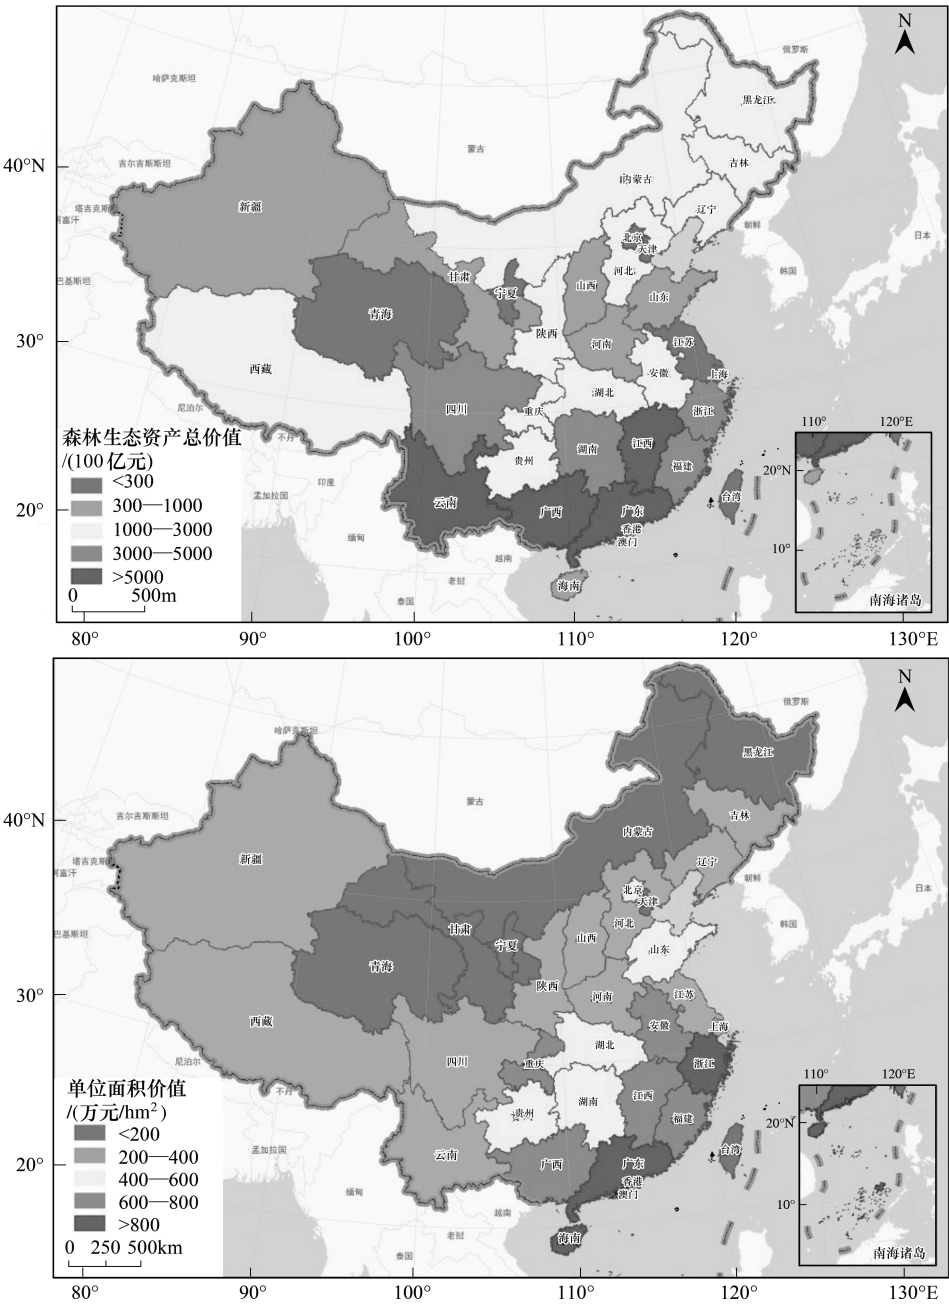 N
俄罗斯
哈萨克斯坦
黑龙江
蒙古
吉尔吉斯斯坦
40°N
吉林
内蒙古
新疆
塔吉克斯坦
阿富汗
辽宁
朝鲜
日本
北京
天津
河北
韩国
甘肃
巴基斯坦
宁夏
山西
山东
青海
陕西
河南
江苏
30°
西藏
安徽
上海
湖北
四川
重庆
浙江
尼泊尔
不丹
森林生态资产总价值
/(100亿元)
<300
300—1000
1000—3000
3000—5000
>5000
0 500m
江西
湖南
贵州
福建
印度
孟加拉国
云南
广西
广东
台湾
香港
澳门
20°
缅甸
越南
老挝
泰国
海南
110° 120°E
20°N
10°
南海诸岛
80° 90° 100° 110° 120° 130°E
N
俄罗斯
哈萨克斯坦
黑龙江
蒙古
吉尔吉斯斯坦
40°N
吉林
内蒙古
新疆
塔吉克斯
阿富汗
辽宁
朝鲜
日本
北京
天津
河北
韩国
甘肃
巴基斯坦
宁夏
山西
山东
青海
陕西
河南
江苏
30°
西藏
安徽
上海
湖北
四川
重庆
浙江
尼泊尔
不丹
单位面积价值
/(万元/hm²)
<200
200—400
400—600
600—800
>800
0 250 500km
江西
湖南
贵州
福建
孟加拉国
云南
广西
广东
台湾
香港
澳门
20°
缅甸
越南
老挝
泰国
海南
110° 120°E
20°N
10°
南海诸岛
80° 90° 100° 110° 120° 130°E